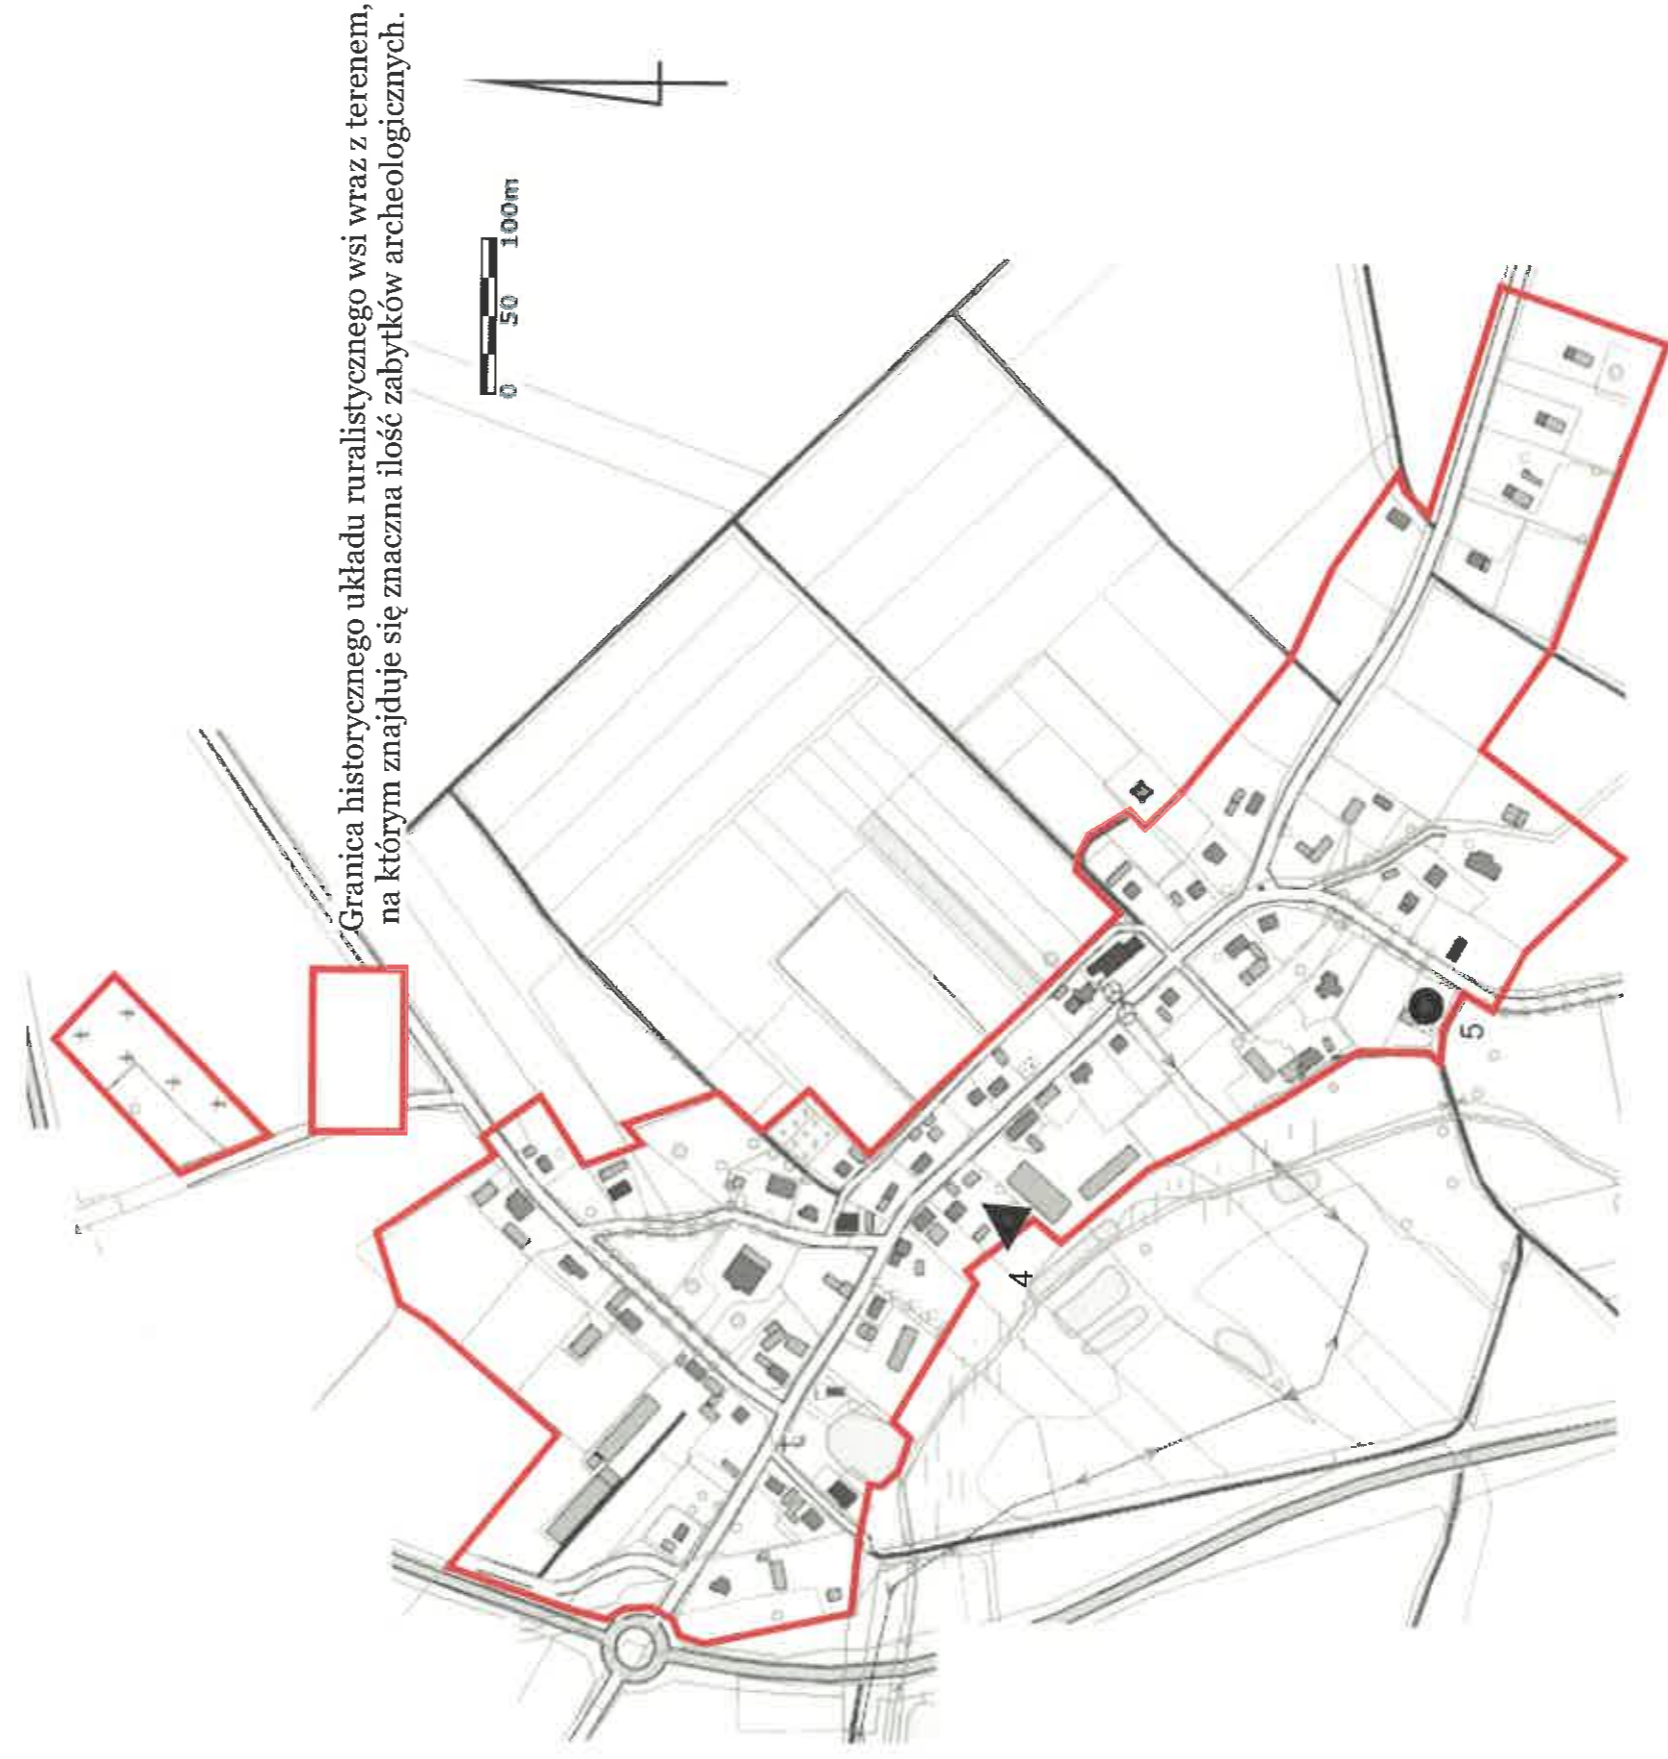 Granica historycznego układu ruralistycznego wsi wraz z terenem,
na którym znajduje się znaczna ilość zabytków archeologicznych.
0 50 100m
4
5